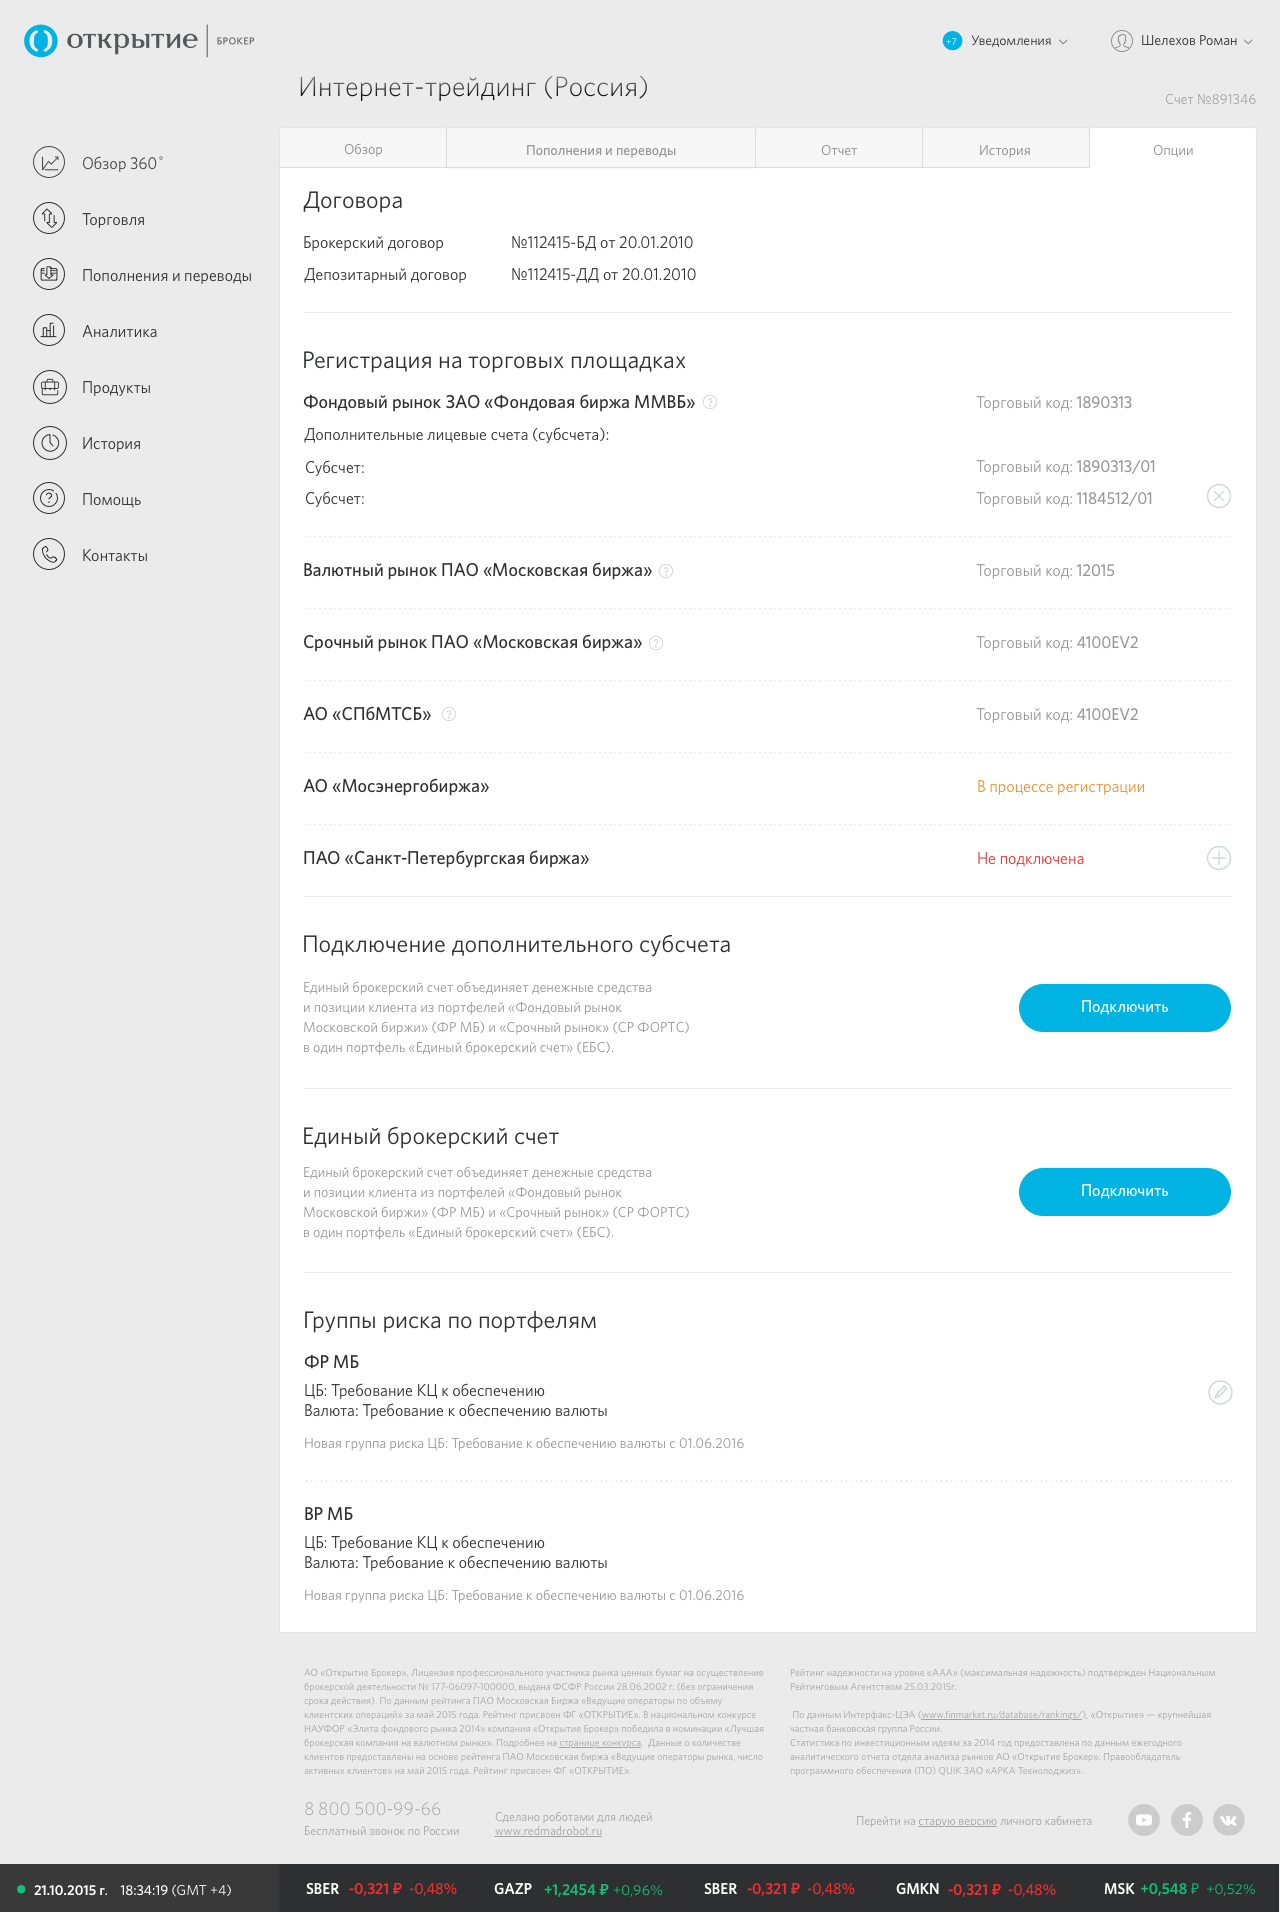 открытие БРОКЕР
+7 Уведомления
Шелехов Роман
Интернет-трейдинг (Россия)
Счет №891346
Обзор 360°
Торговля
Пополнения и переводы
Аналитика
Продукты
История
Помощь
Контакты
Обзор Пополнения и переводы Отчет История Опции
Договора
Брокерский договор №112415-БД от 20.01.2010
Депозитарный договор №112415-ДД от 20.01.2010
Регистрация на торговых площадках
Фондовый рынок ЗАО «Фондовая биржа ММВБ» ? Торговый код: 1890313
Дополнительные лицевые счета (субсчета):
Субсчет: Торговый код: 1890313/01
Субсчет: Торговый код: 1184512/01
Валютный рынок ПАО «Московская биржа» ? Торговый код: 12015
Срочный рынок ПАО «Московская биржа» ? Торговый код: 4100EV2
АО «СПбМТСБ» ? Торговый код: 4100EV2
АО «Мосэнергобиржа» В процессе регистрации
ПАО «Санкт-Петербургская биржа» Не подключена
Подключение дополнительного субсчета
Единый брокерский счет объединяет денежные средства
и позиции клиента из портфелей «Фондовый рынок
Московской биржи» (ФР МБ) и «Срочный рынок» (СР ФОРТС)
в один портфель «Единый брокерский счет» (ЕБС).
Подключить
Единый брокерский счет
Единый брокерский счет объединяет денежные средства
и позиции клиента из портфелей «Фондовый рынок
Московской биржи» (ФР МБ) и «Срочный рынок» (СР ФОРТС)
в один портфель «Единый брокерский счет» (ЕБС).
Подключить
Группы риска по портфелям
ФР МБ
ЦБ: Требование КЦ к обеспечению
Валюта: Требование к обеспечению валюты
Новая группа риска ЦБ: Требование к обеспечению валюты с 01.06.2016
ВР МБ
ЦБ: Требование КЦ к обеспечению
Валюта: Требование к обеспечению валюты
Новая группа риска ЦБ: Требование к обеспечению валюты с 01.06.2016
АО «Открытие Брокер», Лицензия профессионального участника рынка ценных бумаг на осуществление
брокерской деятельности № 177-06097-100000, выдана ФСФР России 28.06.2002 г. (без ограничения
срока действия). По данным рейтинга ПАО Московская Биржа «Ведущие операторы по объему
клиентских операций» за май 2015 года. Рейтинг присвоен ФГ «ОТКРЫТИЕ». В национальном конкурсе
НАУФОР «Элита фондового рынка 2014» компания «Открытие Брокер» победила в номинации «Лучшая
брокерская компания на валютном рынке». Подробнее на странице конкурса. Данные о количестве
клиентов предоставлены на основе рейтинга ПАО Московская биржа «Ведущие операторы рынка, число
активных клиентов» на май 2015 года. Рейтинг присвоен ФГ «ОТКРЫТИЕ».
Рейтинг надежности на уровне «ААА» (максимальная надежность) подтвержден Национальным
Рейтинговым Агентством 25.03.2015г.
По данным Интерфакс-ЦЭА (www.finmarket.ru/database/rankings/), «Открытие» — крупнейшая
частная банковская группа России.
Статистика по инвестиционным идеям за 2014 год предоставлена по данным ежегодного
аналитического отчета отдела анализа рынков АО «Открытие Брокер». Правообладатель
программного обеспечения (ПО) QUIK ЗАО «АРКА Текнолоджиз».
8 800 500-99-66
Бесплатный звонок по России
Сделано роботами для людей
www.redmadrobot.ru
Перейти на старую версию личного кабинета
21.10.2015 г. 18:34:19 (GMT +4) SBER -0,321 ₽ -0,48% GAZP +1,2454 ₽ +0,96% SBER -0,321 ₽ -0,48% GMKN -0,321 ₽ -0,48% MSK +0,548 ₽ +0,52%